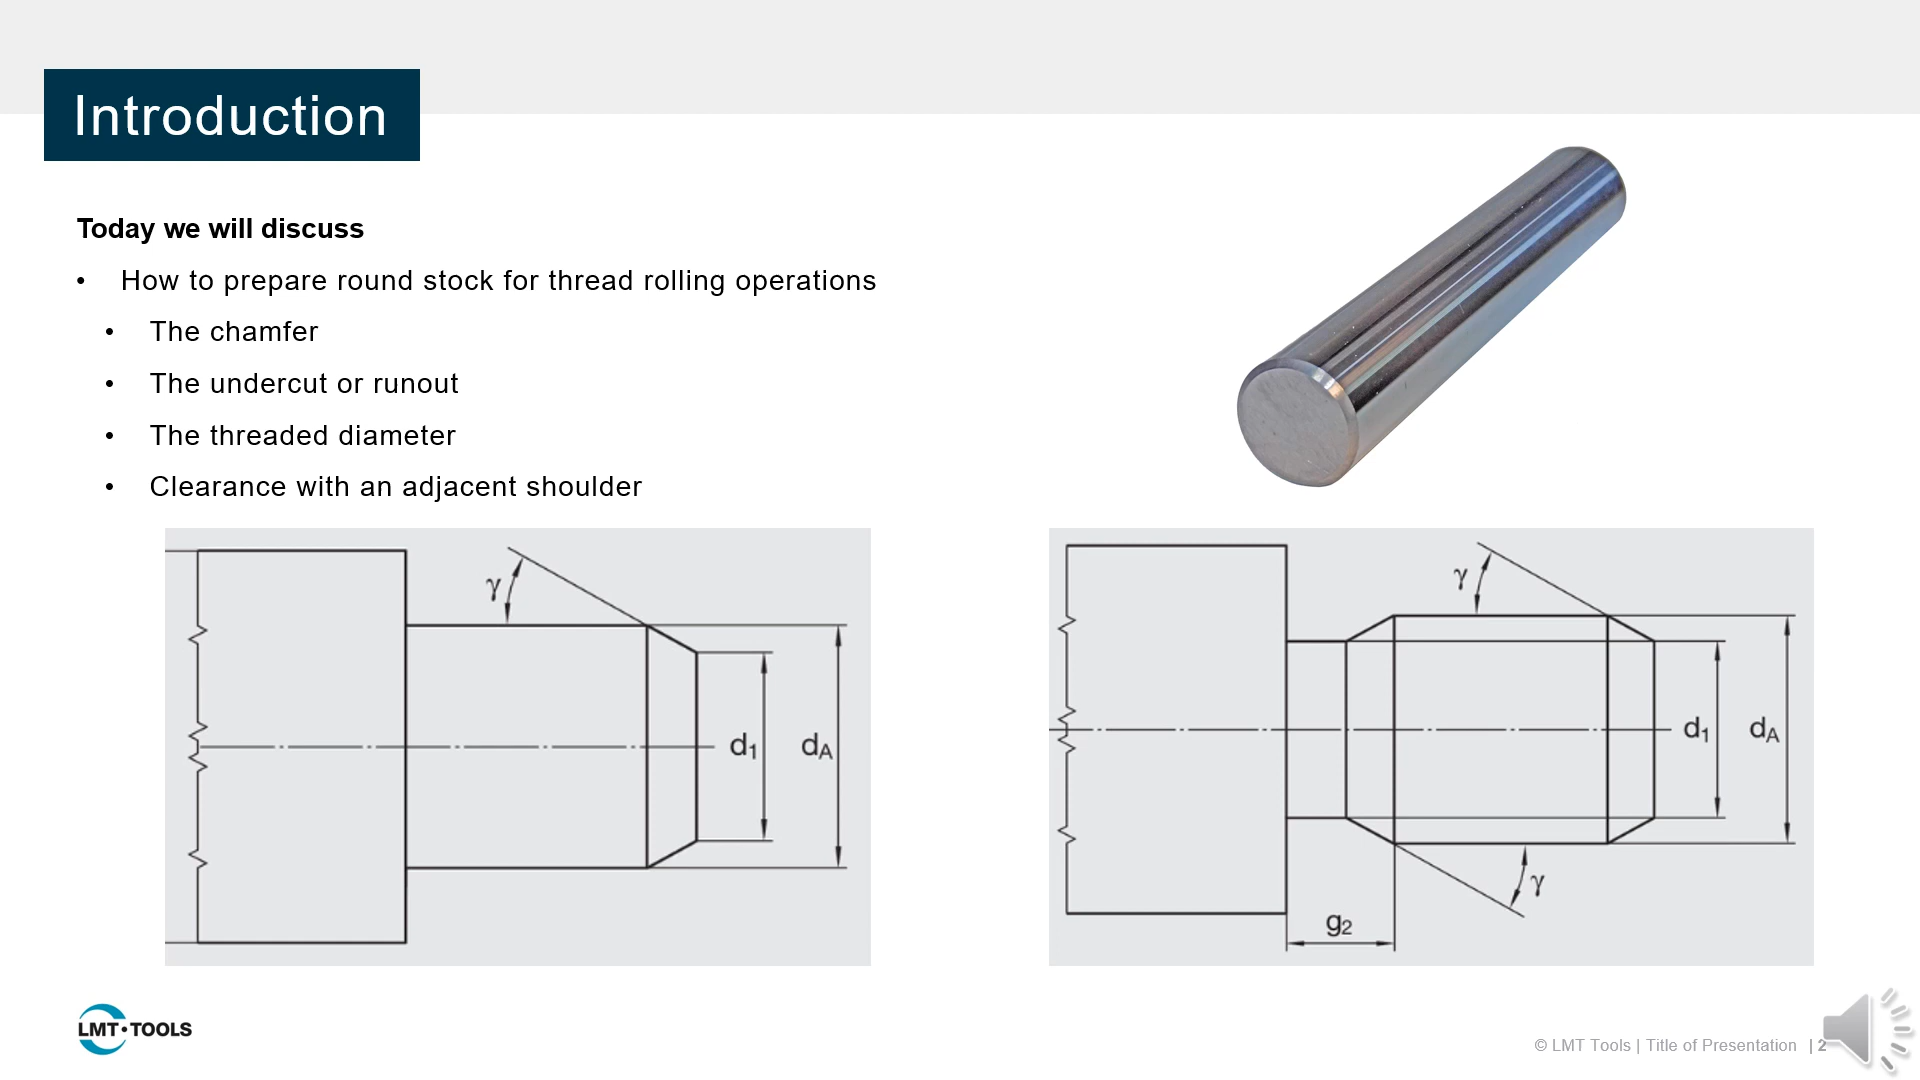 Introduction
Today we will discuss
• How to prepare round stock for thread rolling operations
• The chamfer
• The undercut or runout
• The threaded diameter
• Clearance with an adjacent shoulder
γ
d1
dA
γ
d1
dA
γ
g2
LMT•TOOLS
© LMT Tools | Title of Presentation | 2